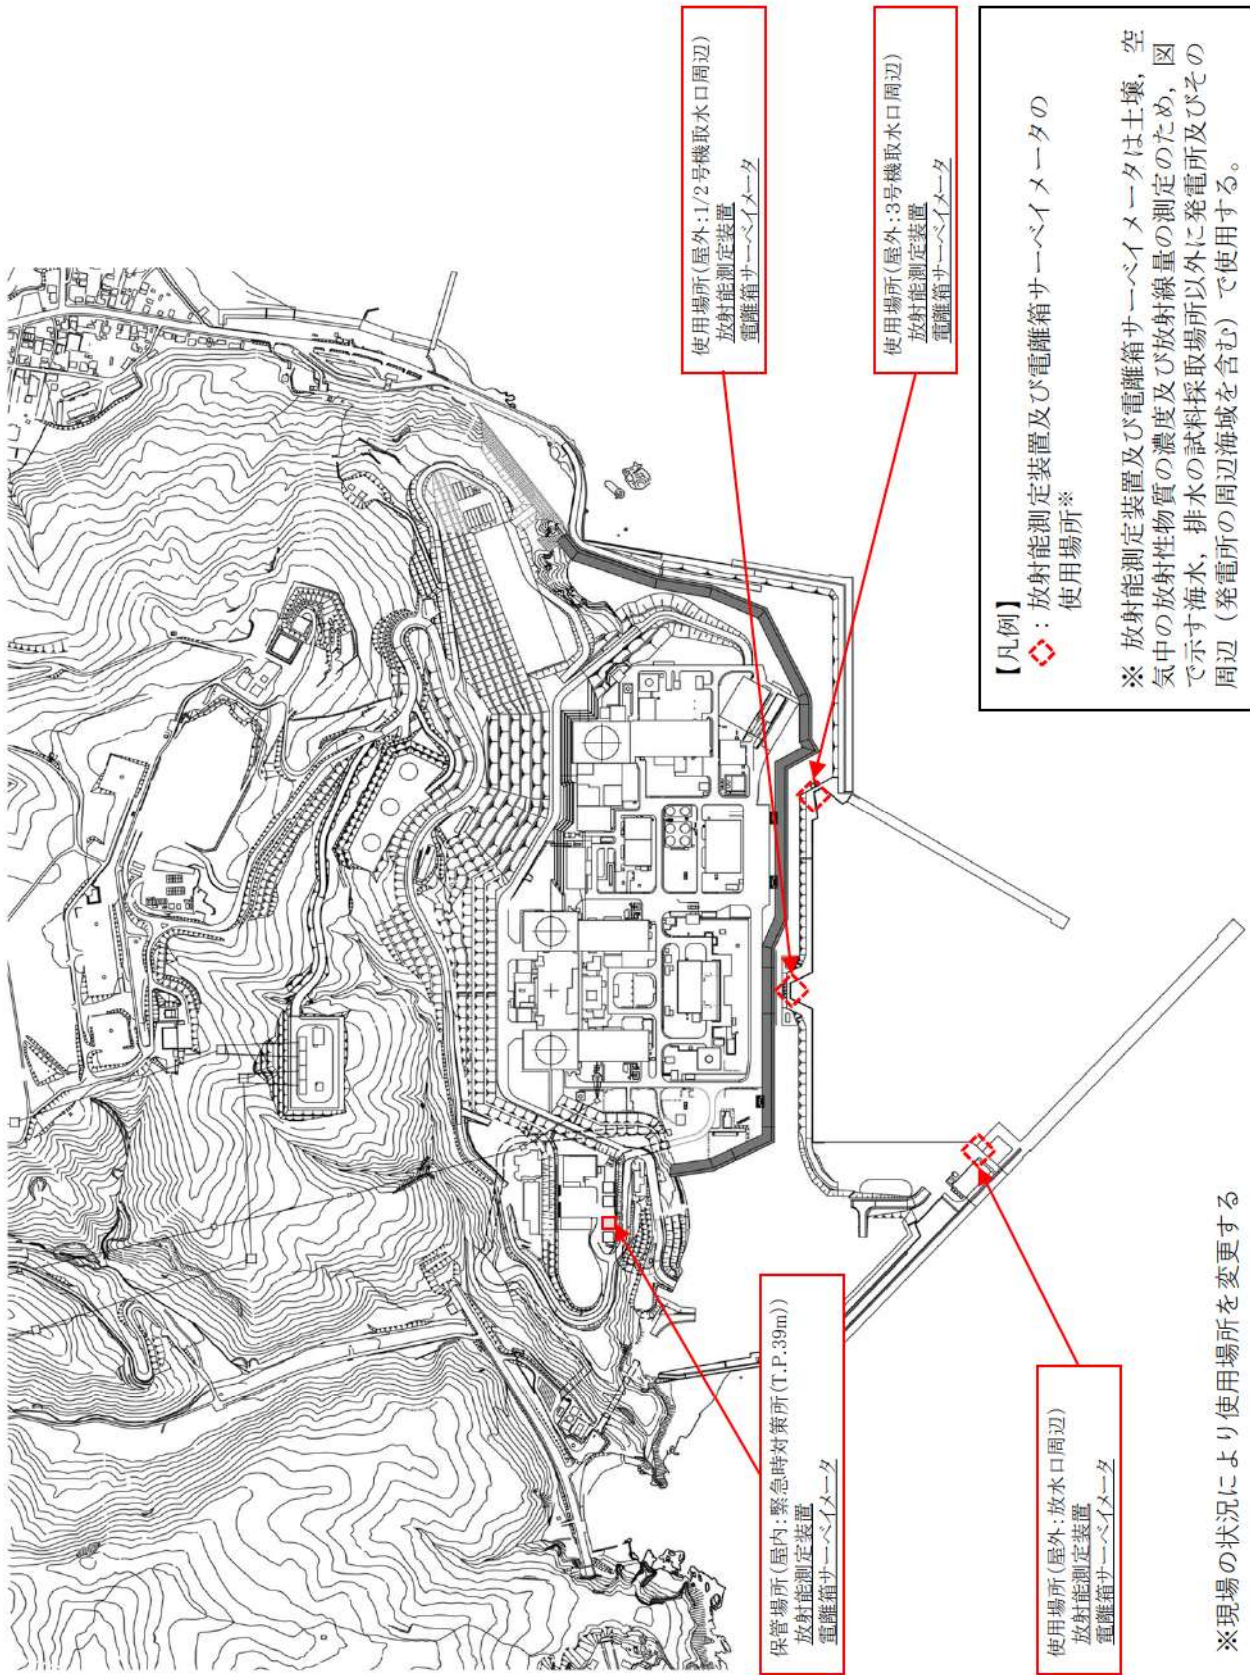 保管場所(屋内:緊急時対策所(T.P.39m))
放射能測定装置
電離箱サーベイメータ
使用場所(屋外:1/2号機取水口周辺)
放射能測定装置
電離箱サーベイメータ
使用場所(屋外:3号機取水口周辺)
放射能測定装置
電離箱サーベイメータ
使用場所(屋外:放水口周辺)
放射能測定装置
電離箱サーベイメータ
【凡例】
:放射能測定装置及び電離箱サーベイメータの
使用場所※
※ 放射能測定装置及び電離箱サーベイメータは土壌,空
気中の放射性物質の濃度及び放射線量の測定のため,図
で示す海水,排水の試料採取場所以外に発電所及びその
周辺(発電所の周辺海域を含む)で使用する。
※現場の状況により使用場所を変更する